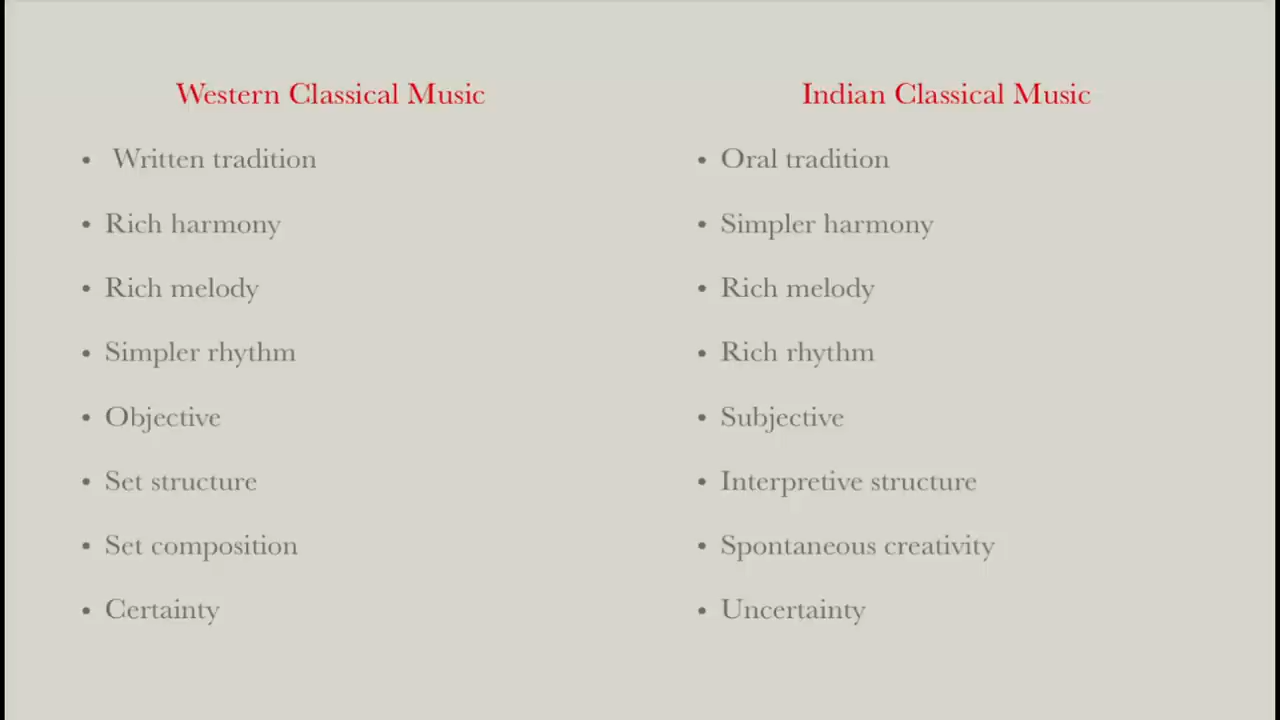 Western Classical Music
• Written tradition
• Rich harmony
• Rich melody
• Simpler rhythm
• Objective
• Set structure
• Set composition
• Certainty
Indian Classical Music
• Oral tradition
• Simpler harmony
• Rich melody
• Rich rhythm
• Subjective
• Interpretive structure
• Spontaneous creativity
• Uncertainty